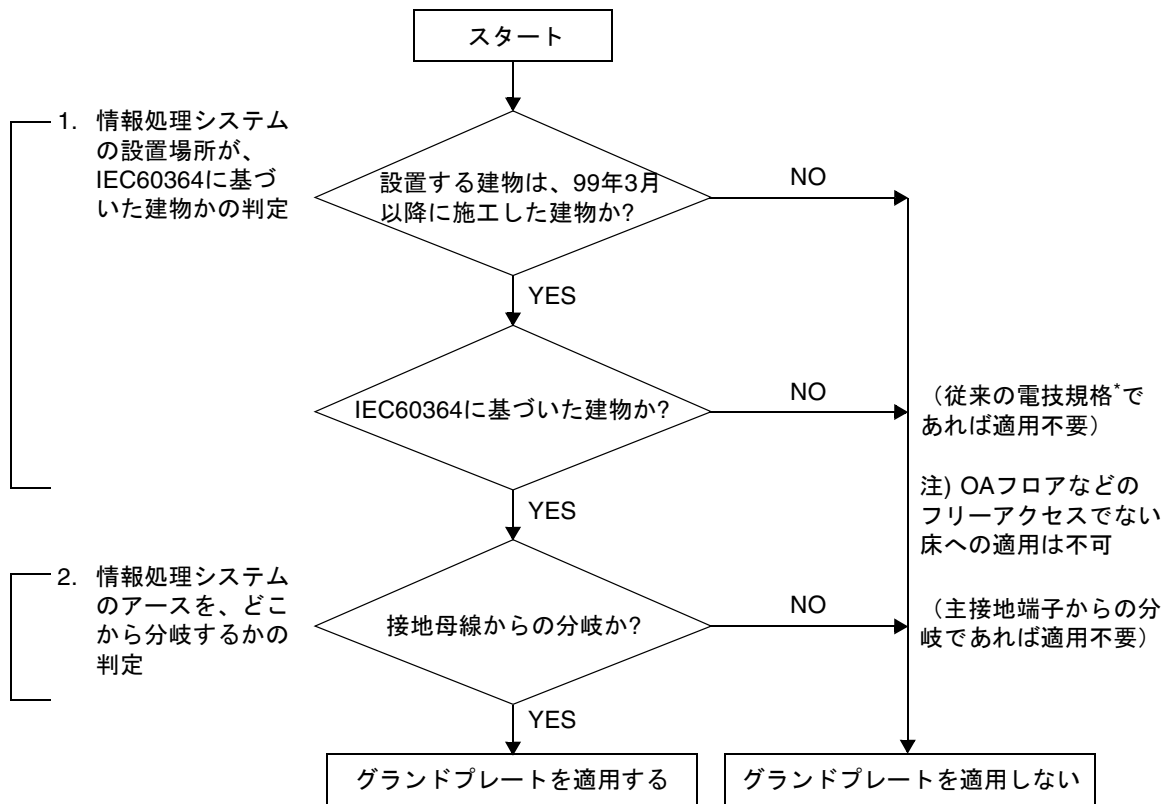 スタート
1. 情報処理システム
の設置場所が、
IEC60364に基づ
いた建物かの判定
設置する建物は、99年3月
以降に施工した建物か?
NO
YES
IEC60364に基づいた建物か?
NO
（従来の電技規格*で
あれば適用不要）
YES
注) OAフロアなどの
フリーアクセスでない
床への適用は不可
2. 情報処理システム
のアースを、どこ
から分岐するかの
判定
接地母線からの分岐か?
NO
（主接地端子からの分
岐であれば適用不要）
YES
グランドプレートを適用する
グランドプレートを適用しない